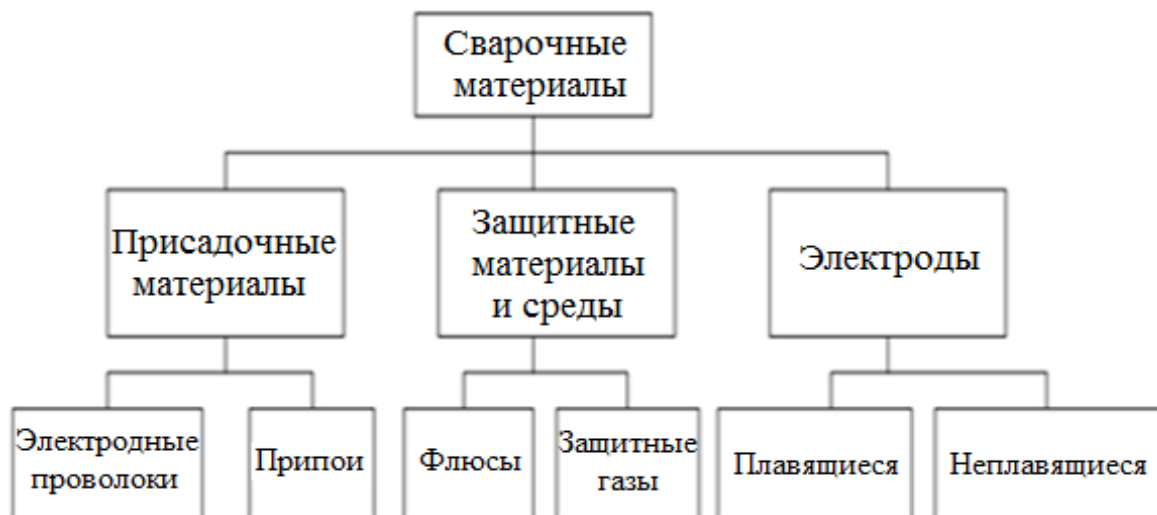 Сварочные
материалы
Присадочные
материалы
Защитные
материалы
и среды
Электроды
Электродные
проволоки
Припои
Флюсы
Защитные
газы
Плавящиеся
Неплавящиеся